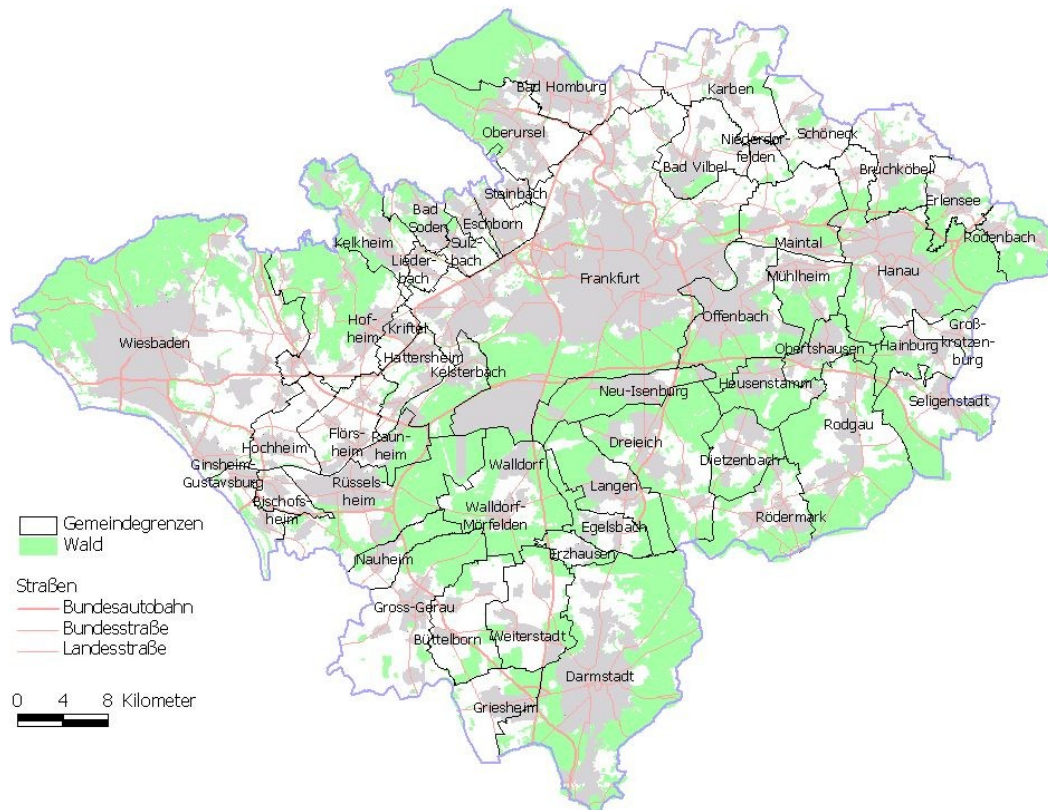 Bad Homburg
Karben
Oberursel
Schöneck
Niederdor-
felden
Bad Vilbel
Bruchköbel
Steinbach
Erlensee
Bad
Soden
Eschborn
Rodenbach
Kelkheim
Sulz-
bach
Maintal
Lieder-
bach
Mühlheim
Hanau
Frankfurt
Offenbach
Hof-
heim
Kriftel
Groß-
krotzen-
burg
Wiesbaden
Hattersheim
Obertshausen
Hainburg
Kelsterbach
Neu-Isenburg
Heusenstamm
Seligenstadt
Rodgau
Hochheim
Flörs-
heim
Raun-
heim
Dreieich
Dietzenbach
Ginsheim-
Gustavsburg
Walldorf
Rüssels-
heim
Langen
Bischofs-
heim
Walldorf-
Mörfelden
Rödermark
Egelsbach
Erzhausen
Nauheim
Gross-Gerau
Büttelborn
Weiterstadt
Darmstadt
Griesheim
Gemeindegrenzen
Wald
Straßen
Bundesautobahn
Bundesstraße
Landesstraße
0 4 8 Kilometer